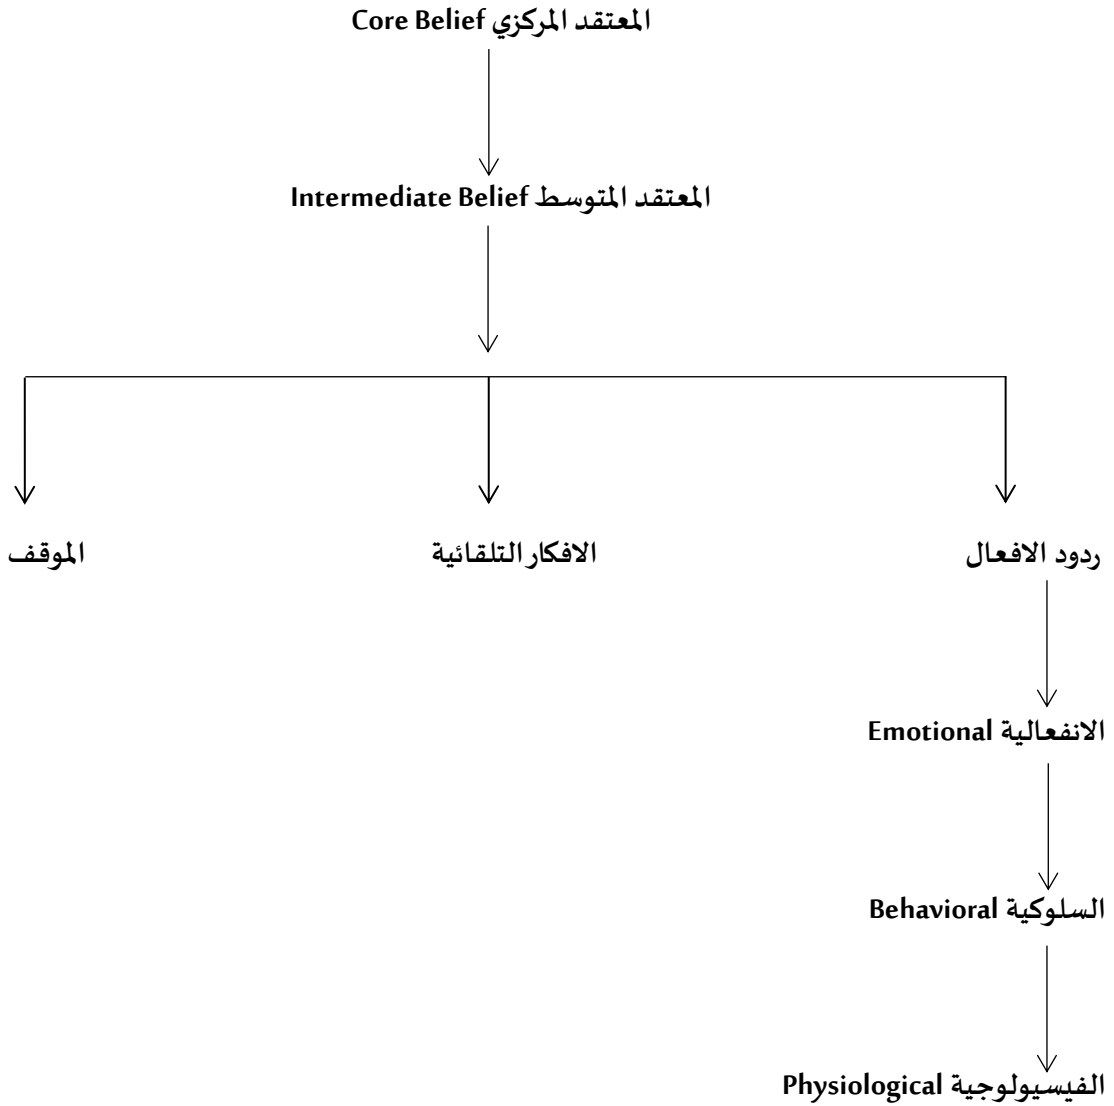 المعتقد المركزي Core Belief
المعتقد المتوسط Intermediate Belief
ردود الافعال
الافكار التلقائية
الموقف
الانفعالية Emotional
السلوكية Behavioral
الفيسيولوجية Physiological